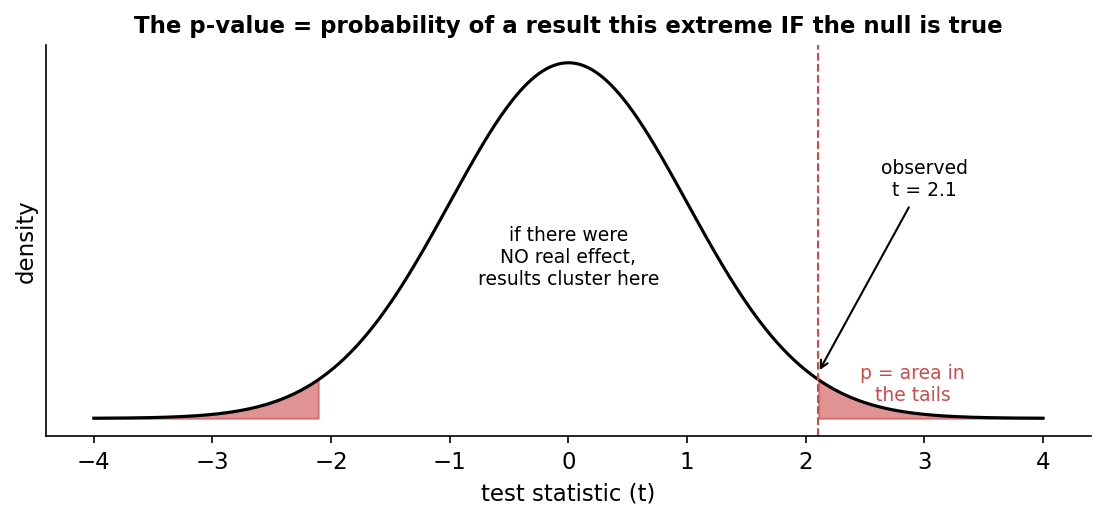 The p-value = probability of a result this extreme IF the null is true
observed
t = 2.1
if there were
NO real effect,
results cluster here
p = area in
the tails
density
−4 −3 −2 −1 0 1 2 3 4
test statistic (t)